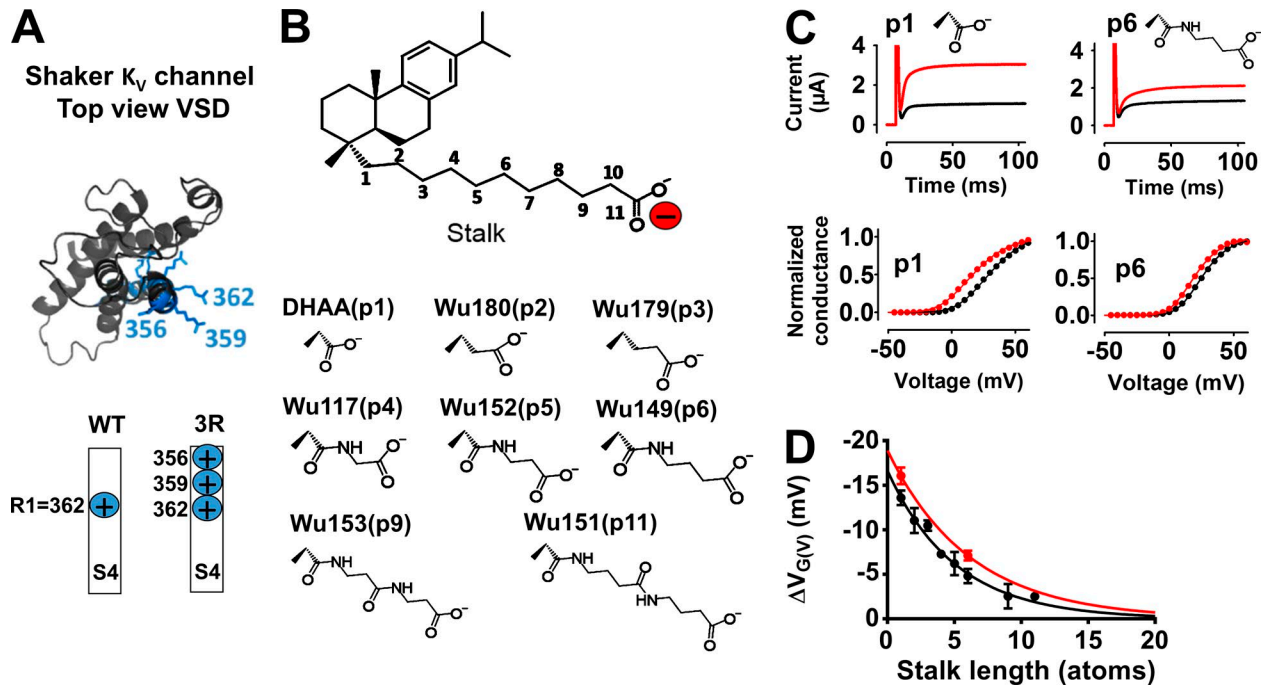 A
Shaker KV channel
Top view VSD
362
356
359
WT
3R
356
359
R1=362
362
+
+
+
+
S4
S4
B
1
2
3
4
5
6
7
8
9
10
11
O⁻
O
−
Stalk
DHAA(p1)
Wu180(p2)
Wu179(p3)
O⁻
O
O⁻
O
O⁻
O
Wu117(p4)
Wu152(p5)
Wu149(p6)
O
NH
O
O⁻
O
NH
O
O⁻
O
NH
O
O⁻
Wu153(p9)
Wu151(p11)
O
NH
O
NH
O
O⁻
O
NH
O
NH
O
O⁻
C
p1
O⁻
O
p6
O
NH
O
O⁻
Current
(µA)
4
2
0
0
50
100
Time (ms)
4
2
0
0
50
100
Time (ms)
Normalized
conductance
1.0
0.5
0.0
p1
-50
0
50
Voltage (mV)
1.0
0.5
0.0
p6
-50
0
50
Voltage (mV)
D
ΔVG(V) (mV)
-20
-15
-10
-5
0
0
5
10
15
20
Stalk length (atoms)